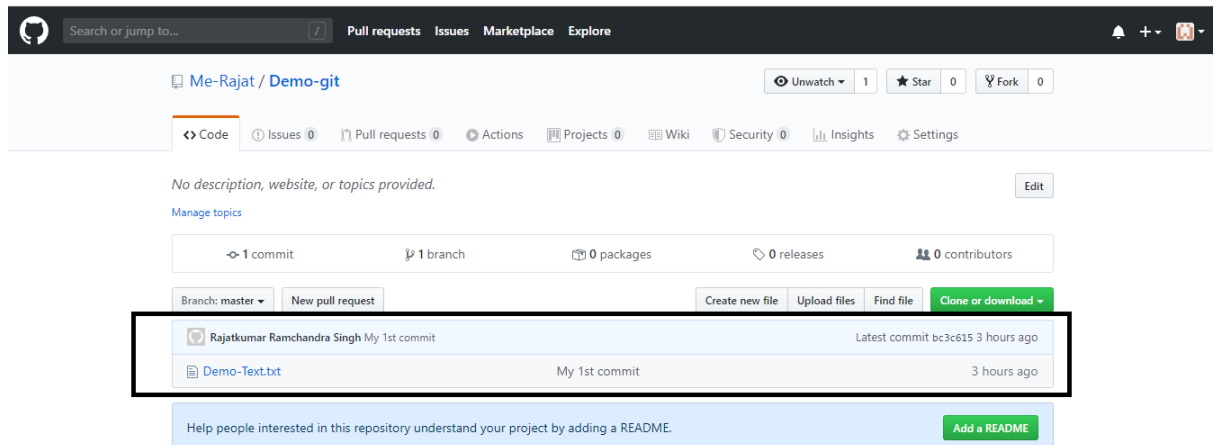 Search or jump to... / Pull requests Issues Marketplace Explore
Me-Rajat / Demo-git Unwatch 1 Star 0 Fork 0
Code Issues 0 Pull requests 0 Actions Projects 0 Wiki Security 0 Insights Settings
No description, website, or topics provided. Edit
Manage topics
1 commit 1 branch 0 packages 0 releases 0 contributors
Branch: master New pull request Create new file Upload files Find file Clone or download
Rajatkumar Ramchandra Singh My 1st commit Latest commit bc3c615 3 hours ago
Demo-Text.txt My 1st commit 3 hours ago
Help people interested in this repository understand your project by adding a README. Add a README